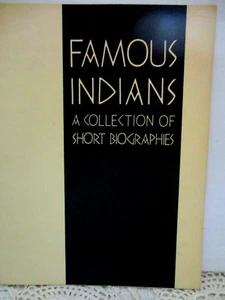 FAMOUS
INDIANS
A COLLECTION OF
SHORT BIOGRAPHIES